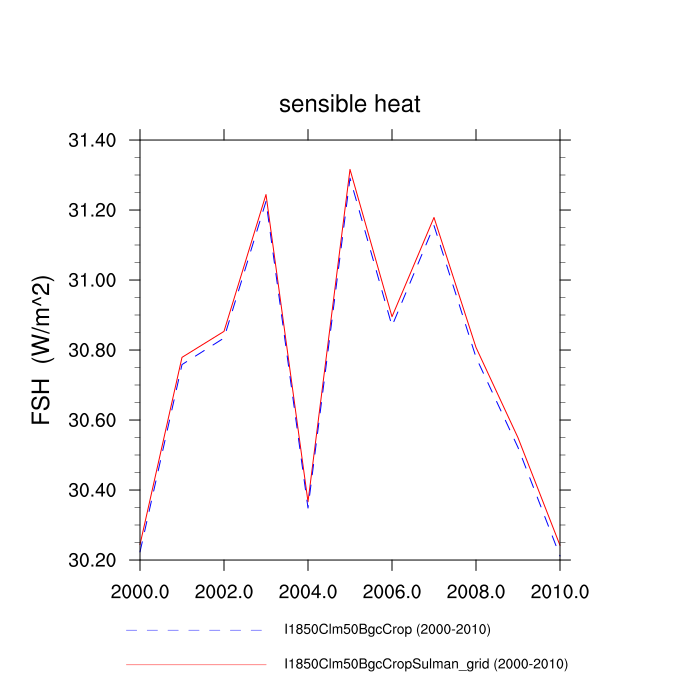 sensible heat
31.40
31.20
31.00
30.80
30.60
30.40
30.20
FSH (W/m^2)
2000.0 2002.0 2004.0 2006.0 2008.0 2010.0
I1850Clm50BgcCrop (2000-2010)
I1850Clm50BgcCropSulman_grid (2000-2010)